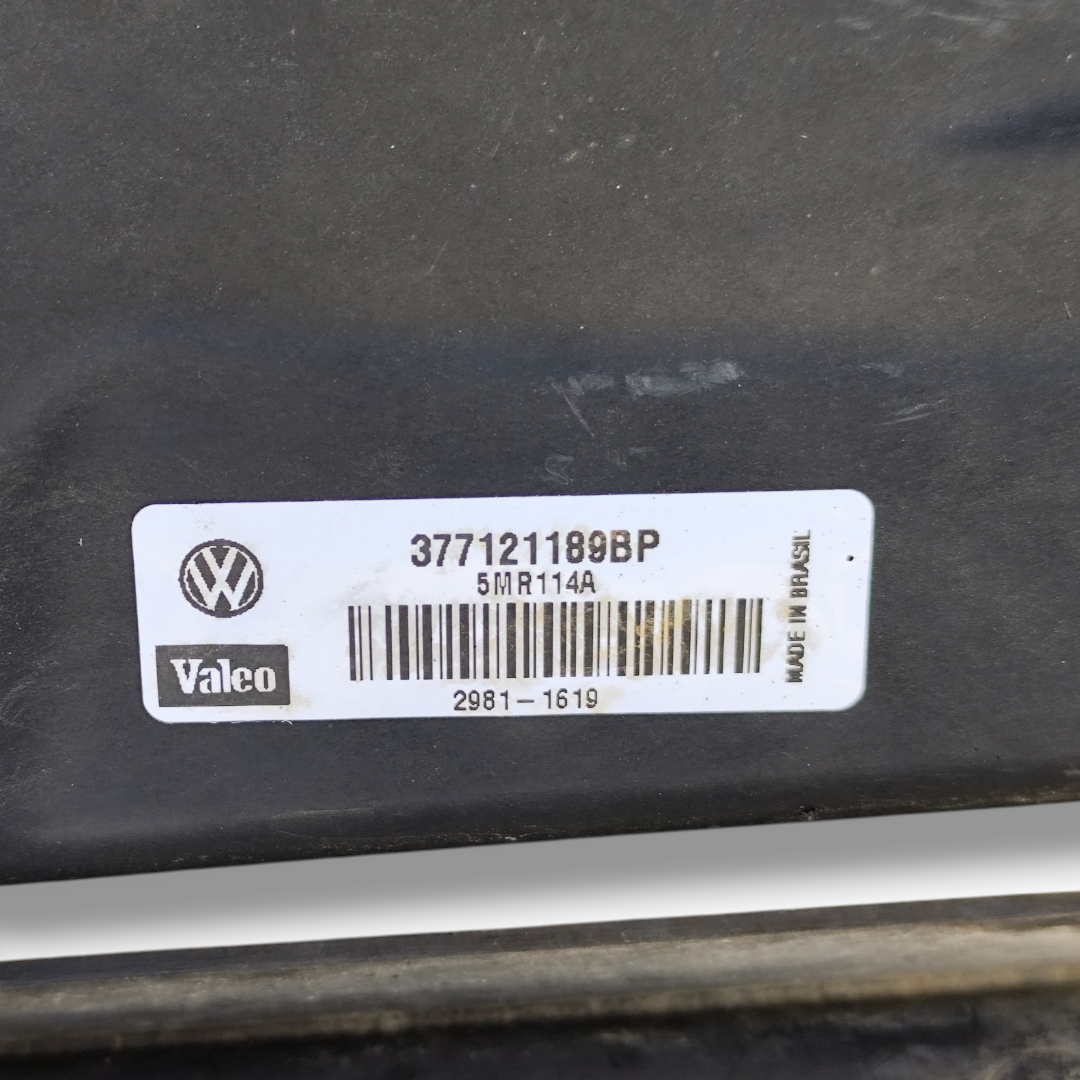 377121189BP
5MR114A
Valeo
2981-1619
MADE IN BRASIL